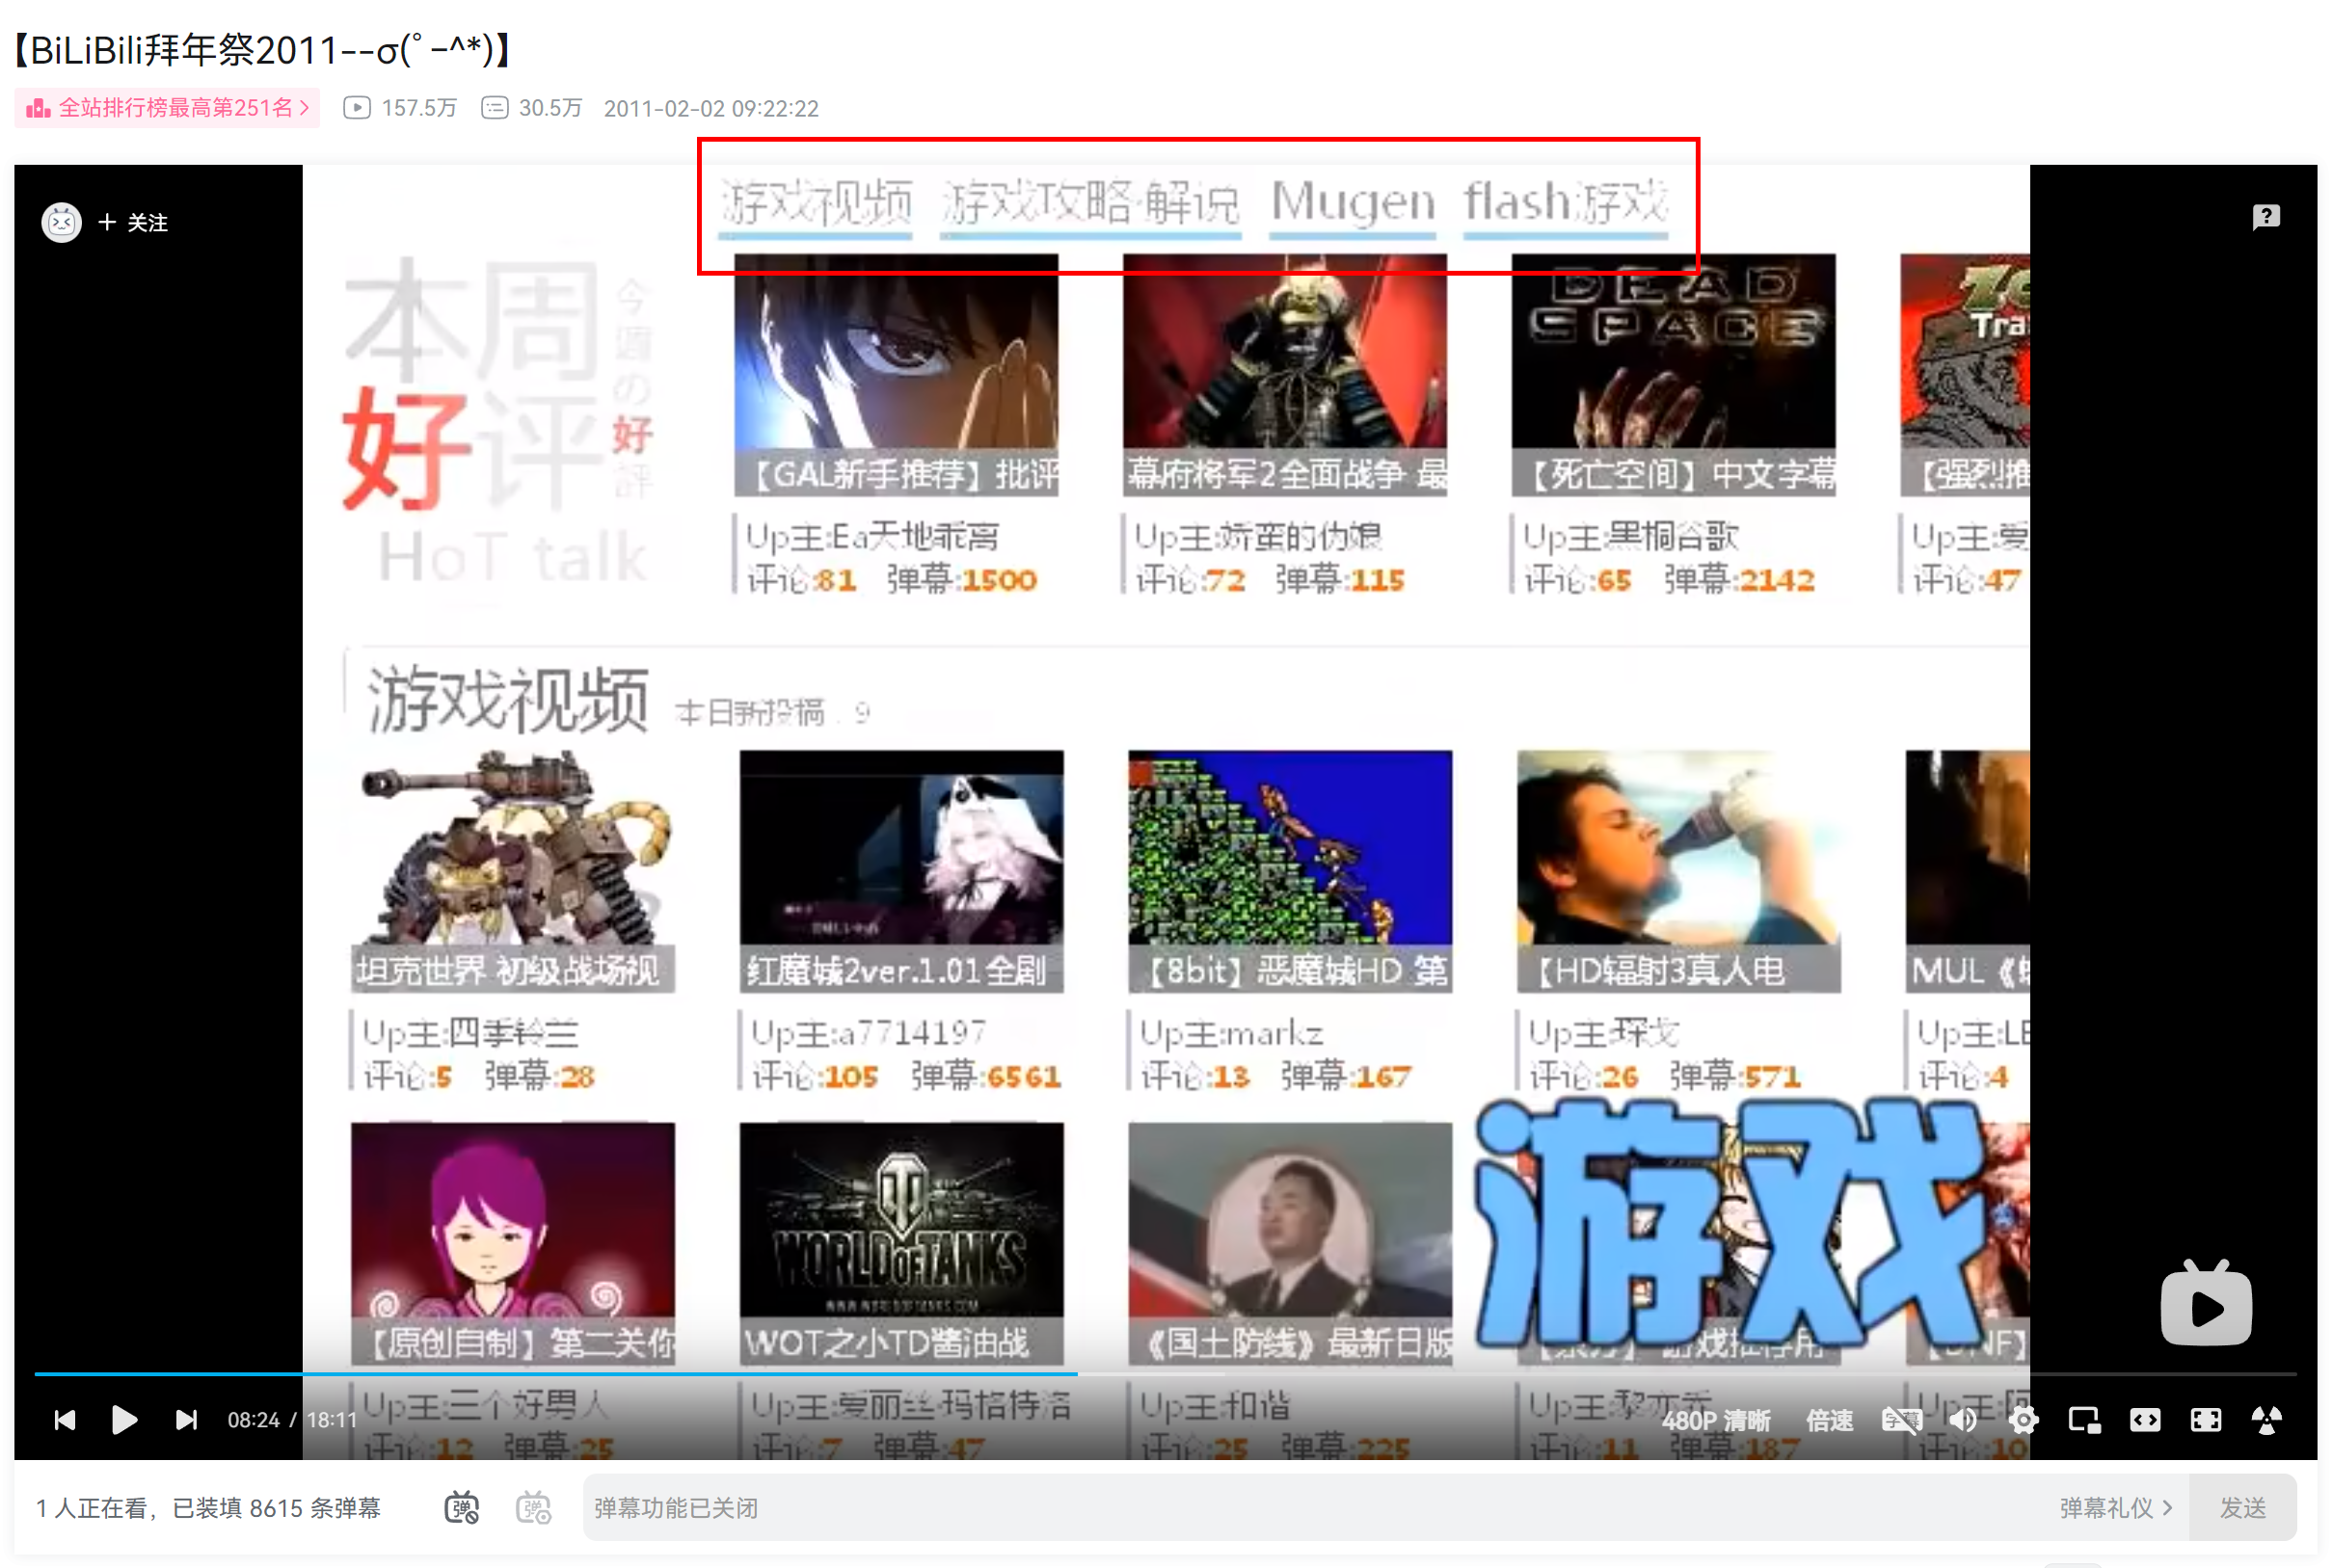 【BiLiBili拜年祭2011--σ(ﾟｰ^*)】
全站排行榜最高第251名 157.5万 30.5万 2011-02-02 09:22:22
+ 关注
游戏视频 游戏攻略·解说 Mugen flash游戏
本周好评 今週の好評
HoT talk
DEAD SPACE
Tra
【GAL新手推荐】批评 幕府将军2全面战争 最 【死亡空间】中文字幕 【强烈推
Up主:Ea天地乖离 Up主:娇蛮的伪娘 Up主:黑桐谷歌 Up主:爱
评论:81 弹幕:1500 评论:72 弹幕:115 评论:65 弹幕:2142 评论:47
游戏视频 本日新投稿：9
坦克世界 初级战场视 红魔城2ver.1.01全剧 【8bit】恶魔城HD 第 【HD辐射3真人电 MUL《
Up主:四季铃兰 Up主:a7714197 Up主:markz Up主:琛戈 Up主:LE
评论:5 弹幕:28 评论:105 弹幕:6561 评论:13 弹幕:167 评论:26 弹幕:571 评论:4
WORLD OF TANKS
WWW.WORLDOFTANKS.COM
游戏
【原创自制】第二关你 WOT之小TD酱油战 《国土防线》最新日版 游戏推荐用 【DNF】
Up主:三个好男人 Up主:爱丽丝·玛格特洛 Up主:和谐 Up主:黎亦
评论:12 弹幕:25 评论:7 弹幕:47 评论:25 弹幕:225 评论:11 弹幕:187 评论:10
08:24 / 18:11 480P 清晰 倍速 字幕
1 人正在看，已装填 8615 条弹幕 弹 弹 弹幕功能已关闭 弹幕礼仪 发送